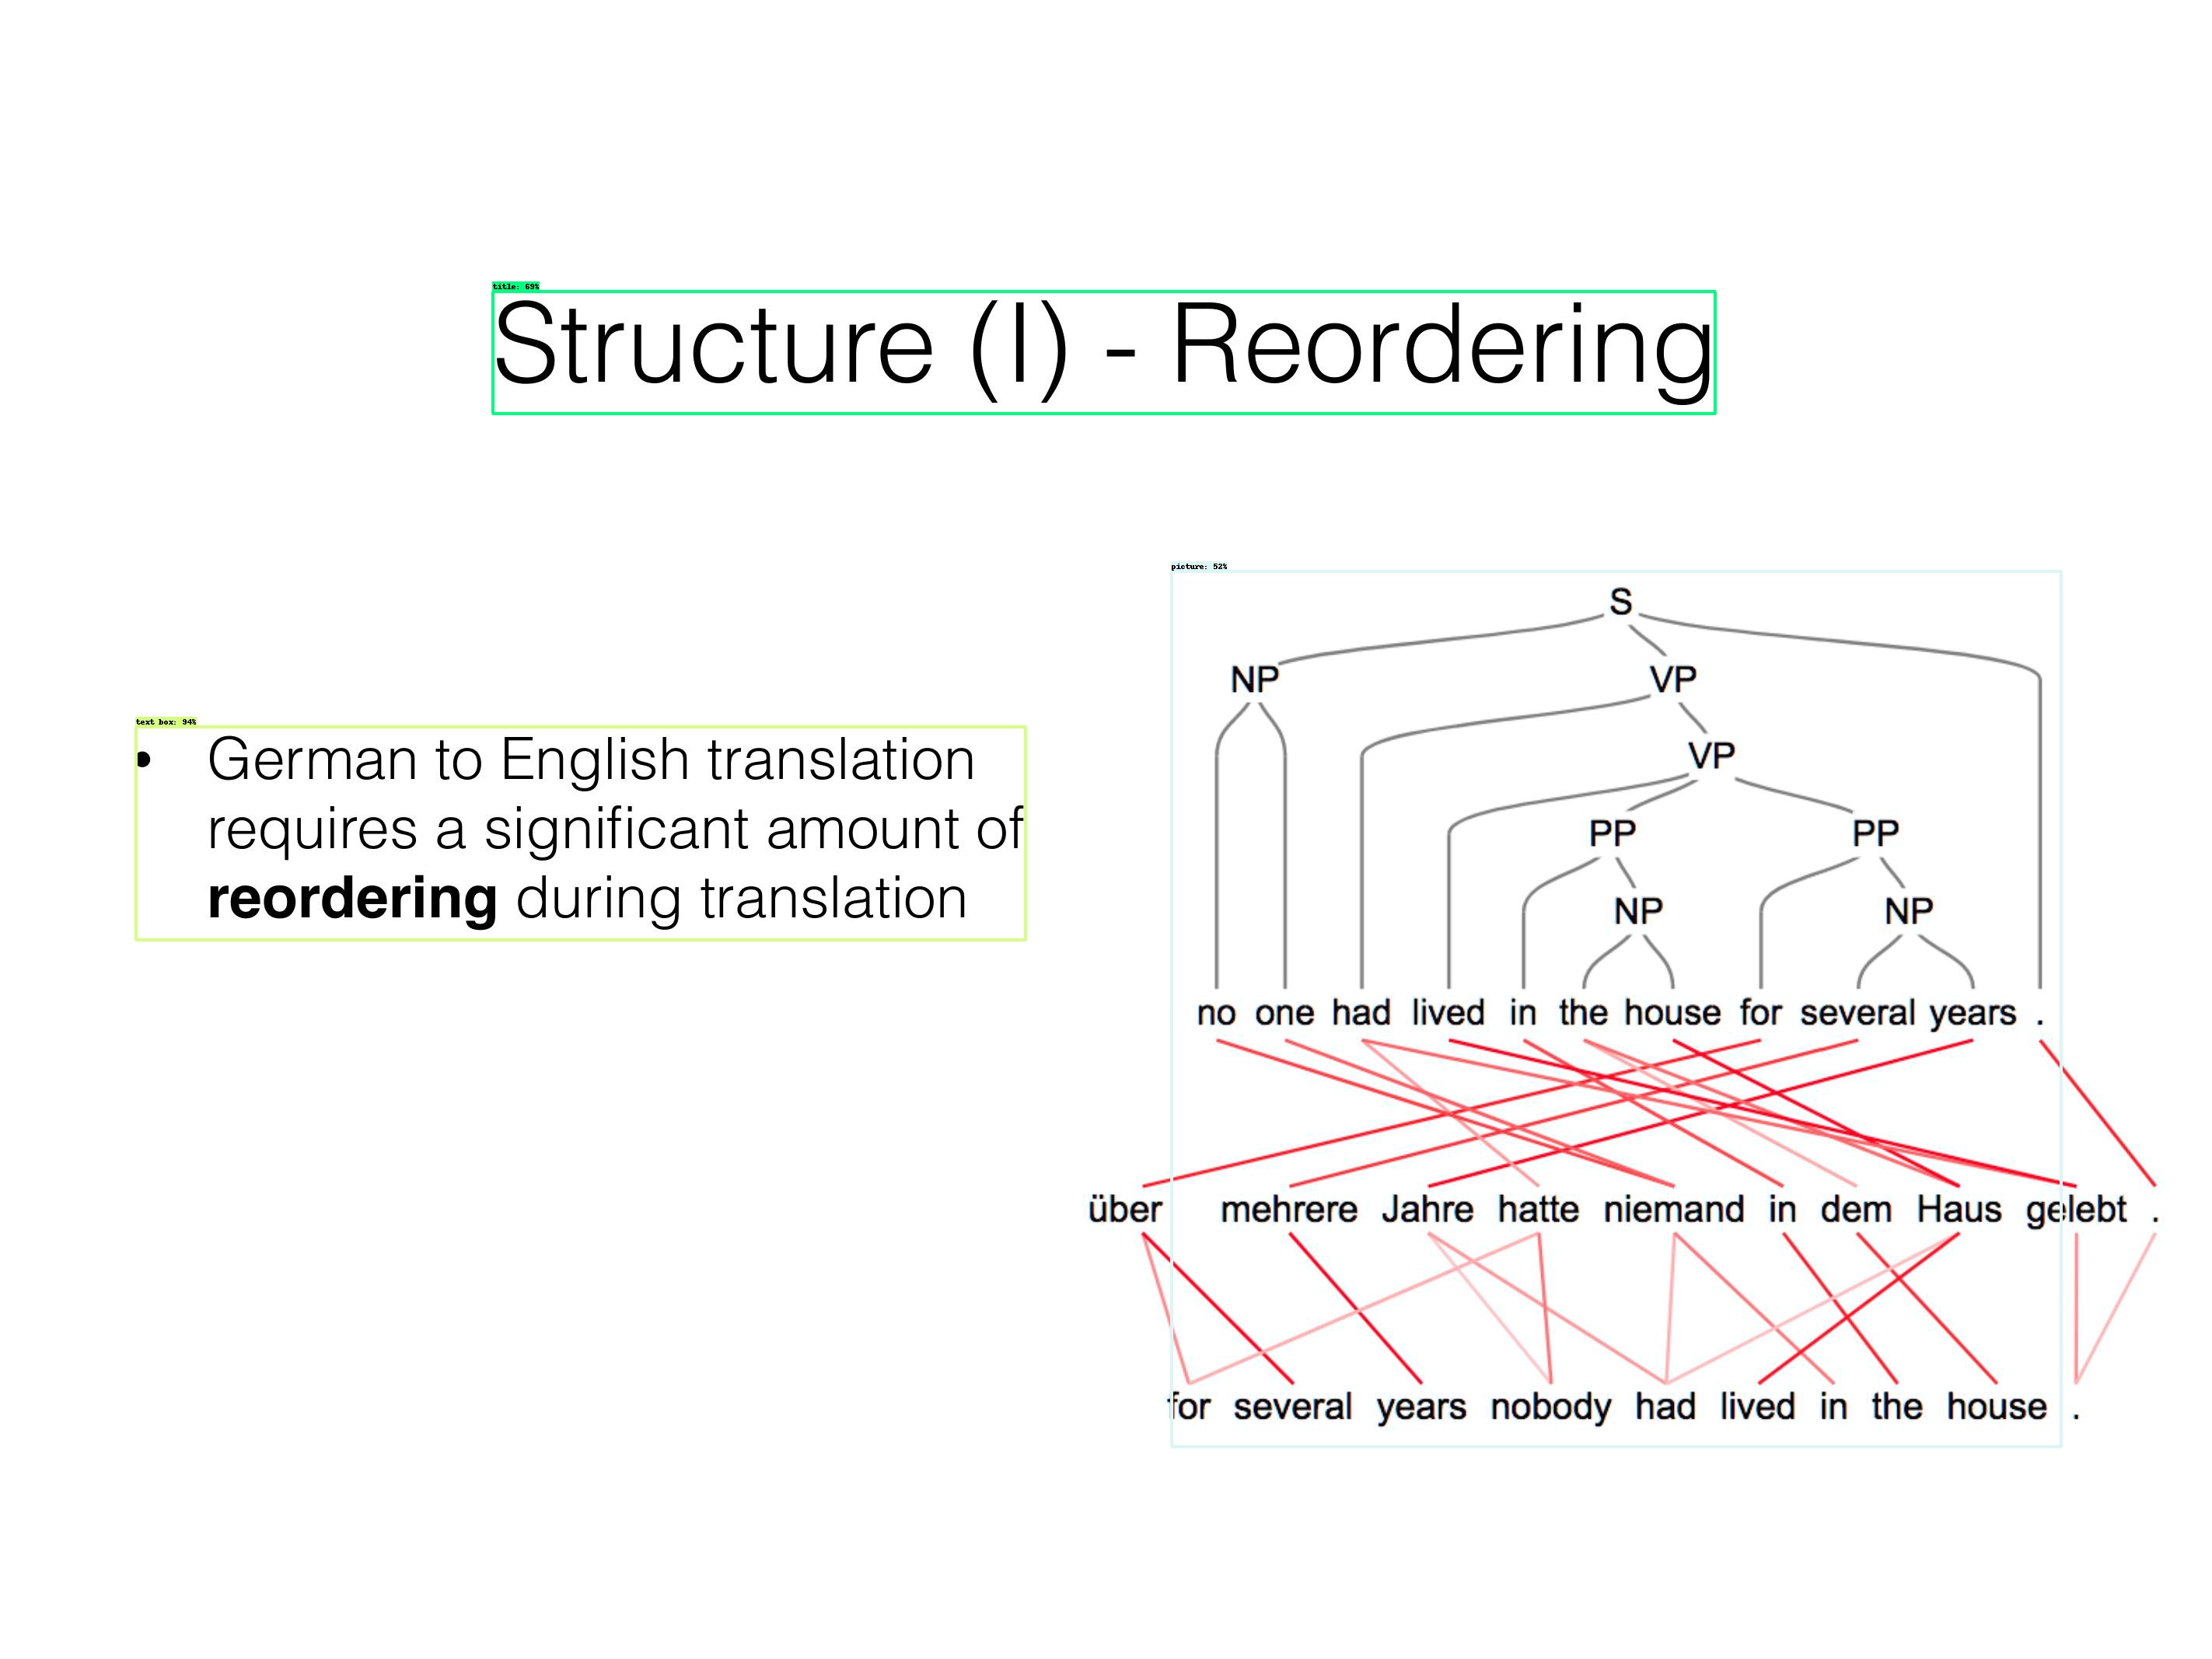 title: 69%
Structure (I) - Reordering
picture: 52%
S
NP VP
VP
text box: 94%
• German to English translation
requires a significant amount of
reordering during translation
PP PP
NP NP
no one had lived in the house for several years .
über mehrere Jahre hatte niemand in dem Haus gelebt .
for several years nobody had lived in the house .